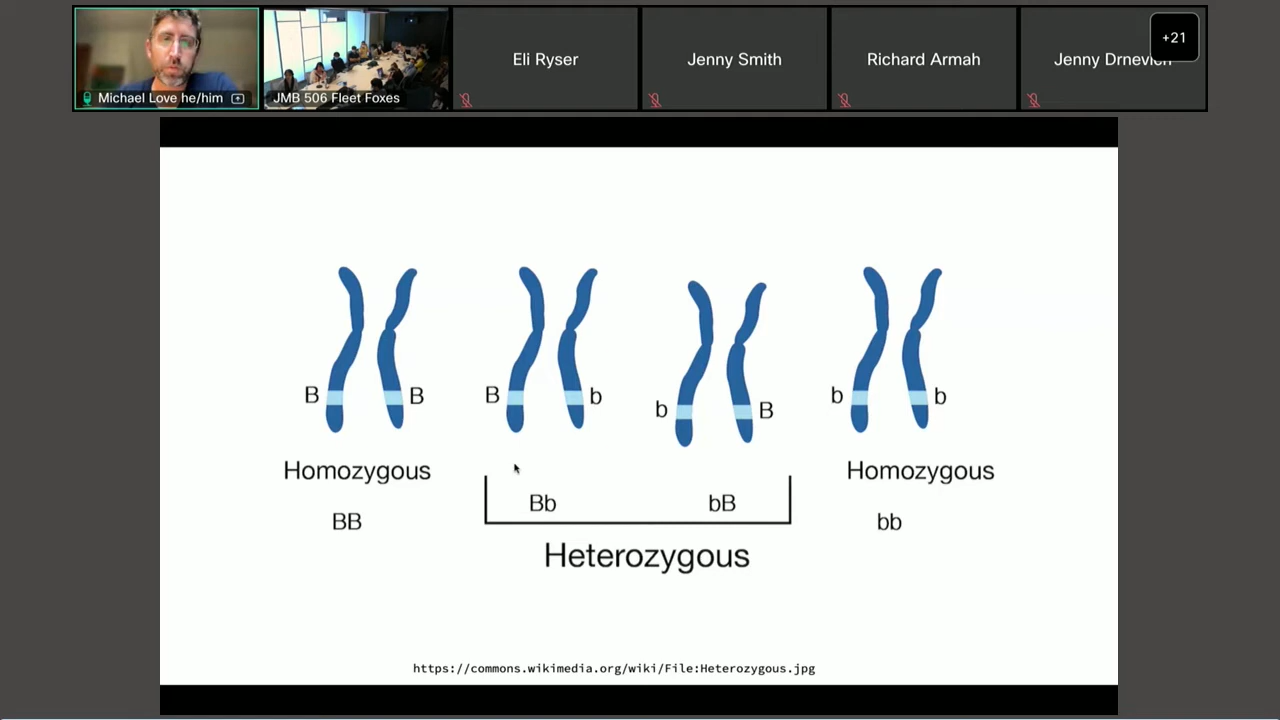 Michael Love he/him
JMB 506 Fleet Foxes
Eli Ryser
Jenny Smith
Richard Armah
Jenny Drnevich
+21
B B
B b
b B
b b
Homozygous
Homozygous
BB
Bb
bB
bb
Heterozygous
https://commons.wikimedia.org/wiki/File:Heterozygous.jpg